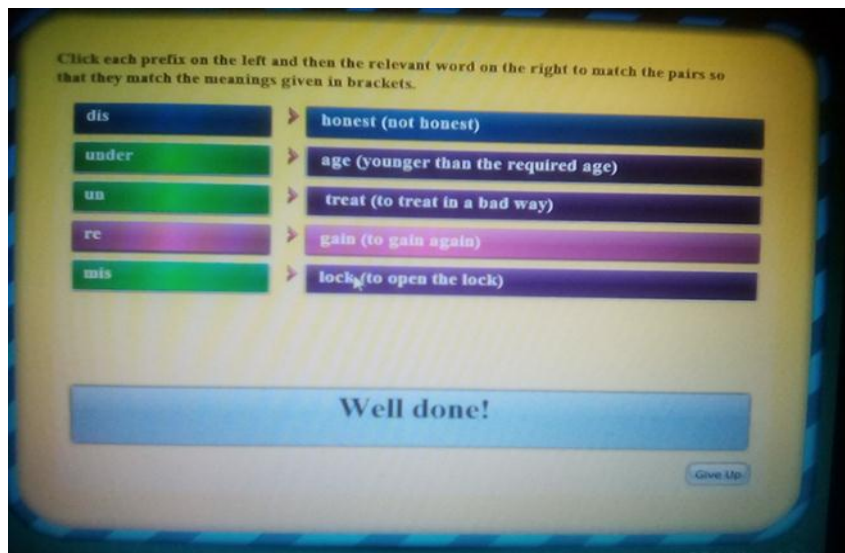 Click each prefix on the left and then the relevant word on the right to match the pairs so
that they match the meanings given in brackets.
dis
honest (not honest)
under
age (younger than the required age)
un
treat (to treat in a bad way)
re
gain (to gain again)
mis
lock (to open the lock)
Well done!
Give Up